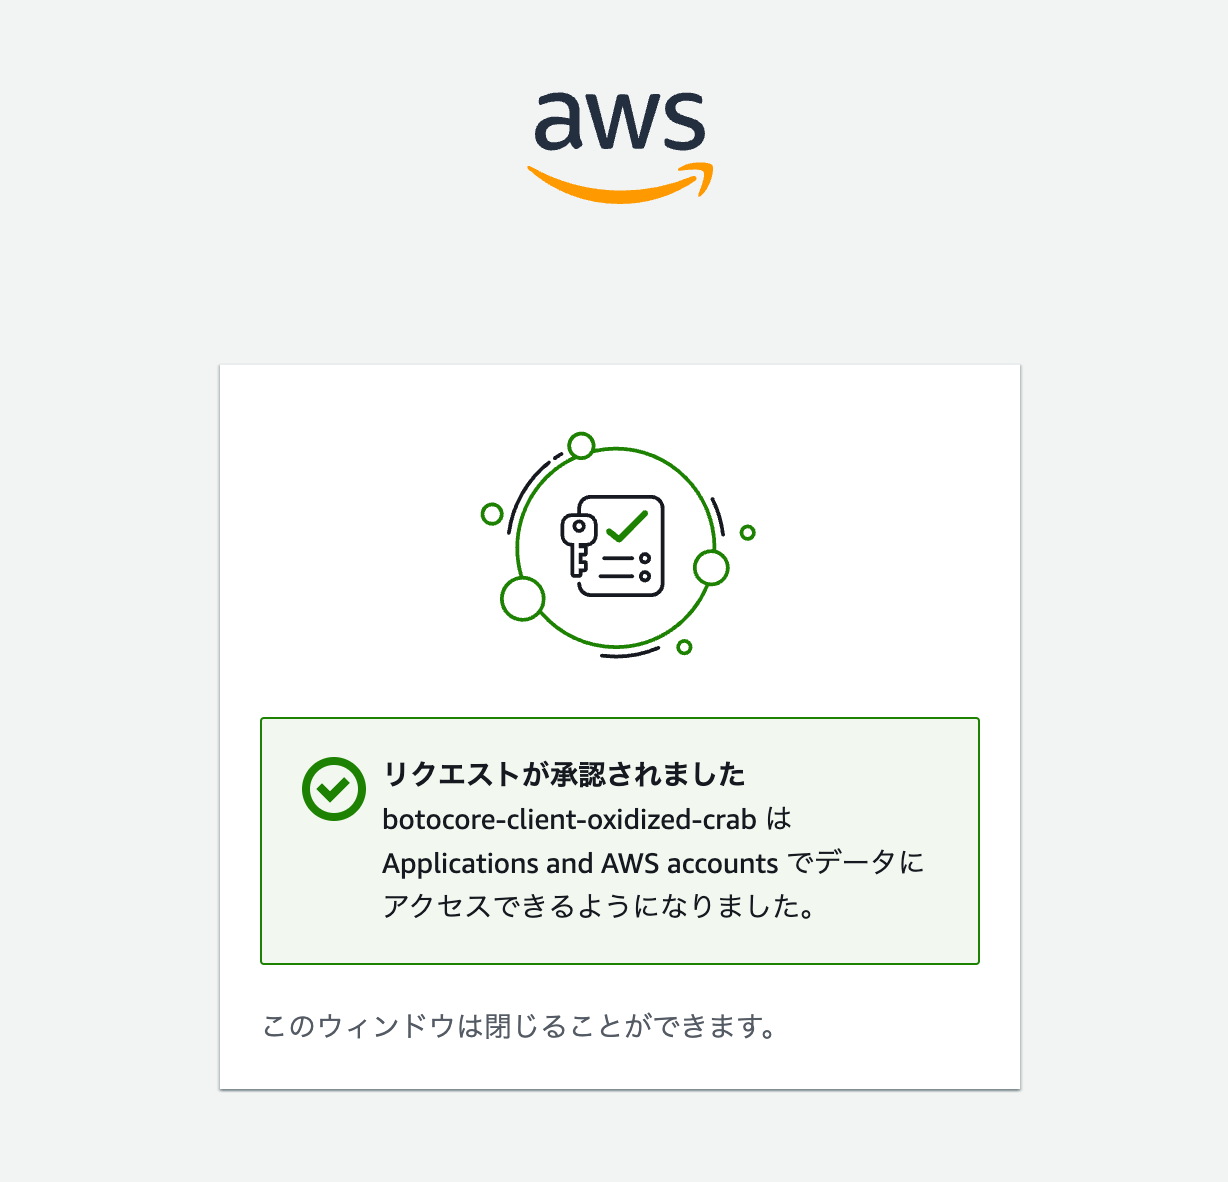 aws
リクエストが承認されました
botocore-client-oxidized-crab は
Applications and AWS accounts でデータに
アクセスできるようになりました。
このウィンドウは閉じることができます。